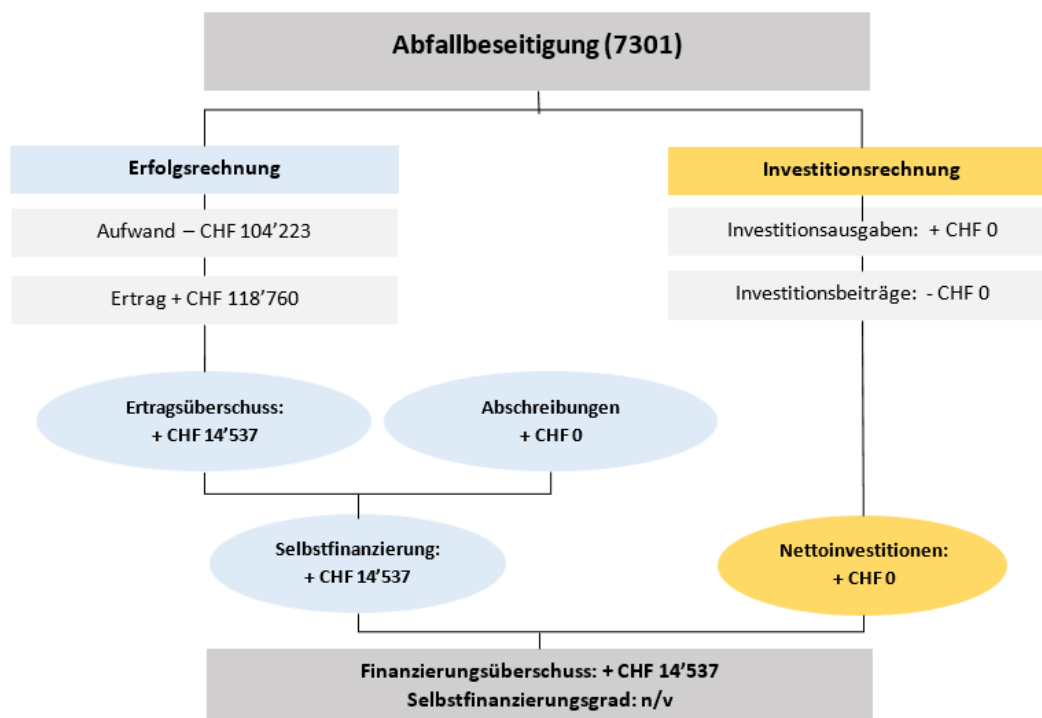 Abfallbeseitigung (7301)
Erfolgsrechnung
Aufwand – CHF 104’223
Ertrag + CHF 118’760
Ertragsüberschuss:
+ CHF 14’537
Abschreibungen
+ CHF 0
Selbstfinanzierung:
+ CHF 14’537
Investitionsrechnung
Investitionsausgaben: + CHF 0
Investitionsbeiträge: - CHF 0
Nettoinvestitionen:
+ CHF 0
Finanzierungsüberschuss: + CHF 14’537
Selbstfinanzierungsgrad: n/v